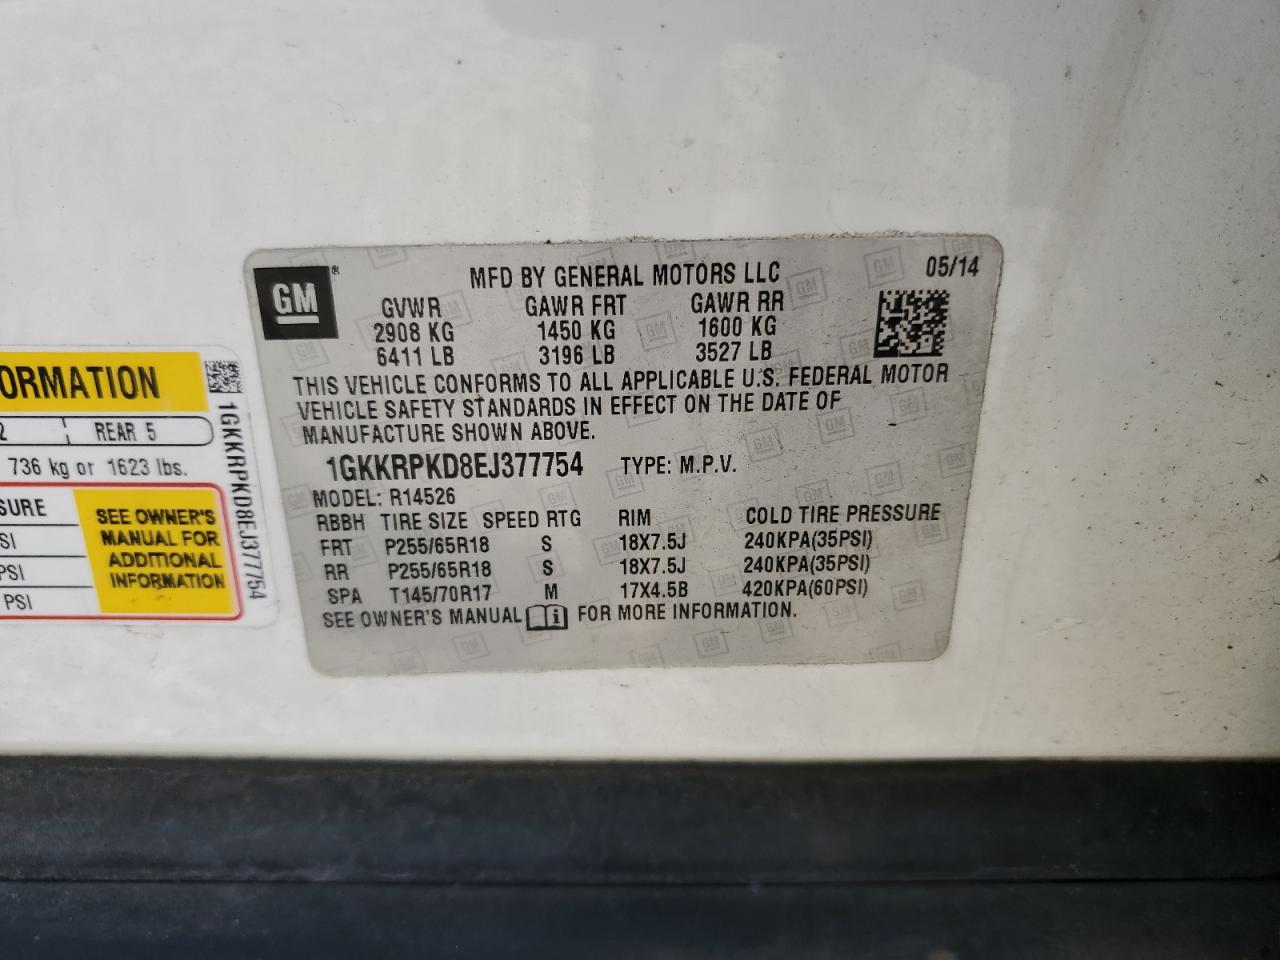 GM
®
MFD BY GENERAL MOTORS LLC
05/14
GVWR GAWR FRT GAWR RR
2908 KG 1450 KG 1600 KG
6411 LB 3196 LB 3527 LB
THIS VEHICLE CONFORMS TO ALL APPLICABLE U.S. FEDERAL MOTOR
VEHICLE SAFETY STANDARDS IN EFFECT ON THE DATE OF
MANUFACTURE SHOWN ABOVE.
1GKKRPKD8EJ377754 TYPE: M.P.V.
MODEL: R14526
RBBH TIRE SIZE SPEED RTG RIM COLD TIRE PRESSURE
FRT P255/65R18 S 18X7.5J 240KPA(35PSI)
RR P255/65R18 S 18X7.5J 240KPA(35PSI)
SPA T145/70R17 M 17X4.5B 420KPA(60PSI)
SEE OWNER'S MANUAL i FOR MORE INFORMATION.
ORMATION
2 REAR 5
736 kg or 1623 lbs.
SURE
SI
PSI
PSI
SEE OWNER'S
MANUAL FOR
ADDITIONAL
INFORMATION
1GKKRPKD8EJ377754